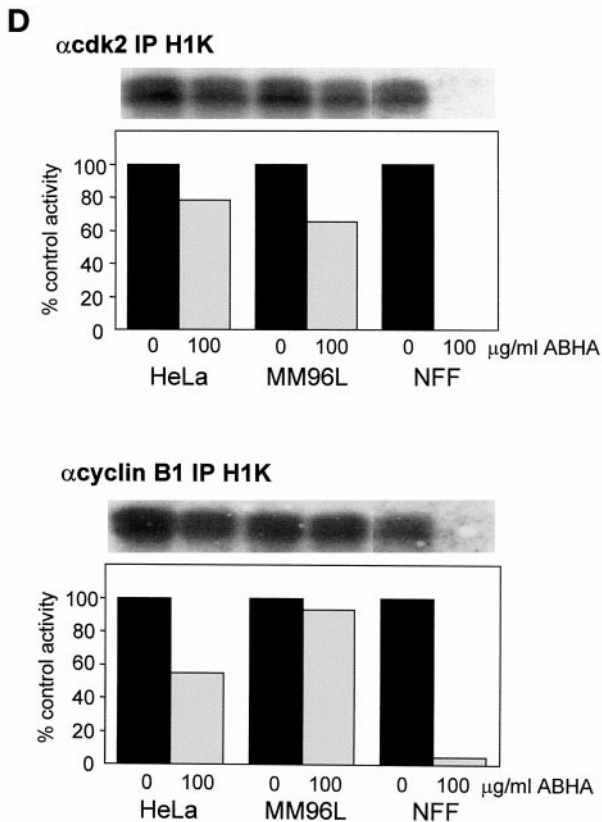 D
αcdk2 IP H1K
% control activity
100
80
60
40
20
0
0 100 0 100 0 100 μg/ml ABHA
HeLa MM96L NFF
αcyclin B1 IP H1K
% control activity
100
80
60
40
20
0
0 100 0 100 0 100 μg/ml ABHA
HeLa MM96L NFF